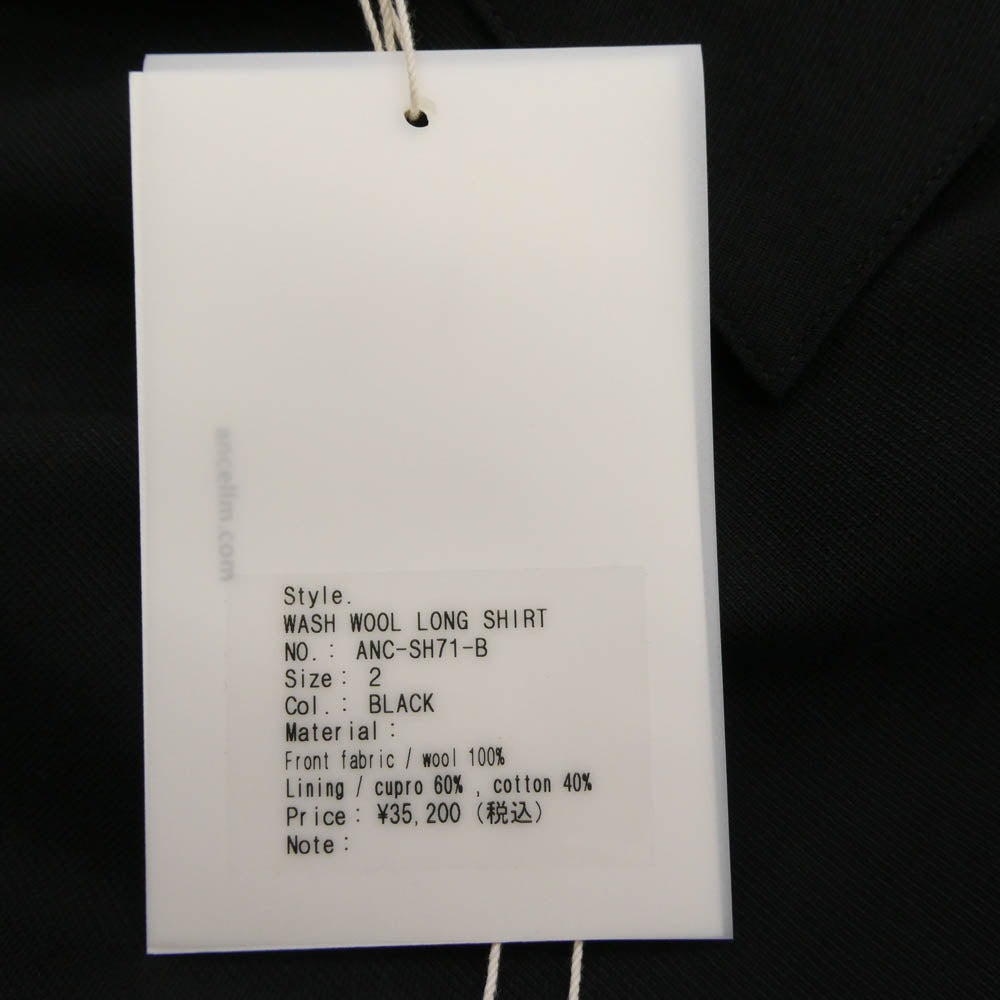 ancellm.com
Style.
WASH WOOL LONG SHIRT
NO.: ANC-SH71-B
Size: 2
Col.: BLACK
Material:
Front fabric / wool 100%
Lining / cupro 60% , cotton 40%
Price: ¥35,200 (税込)
Note: